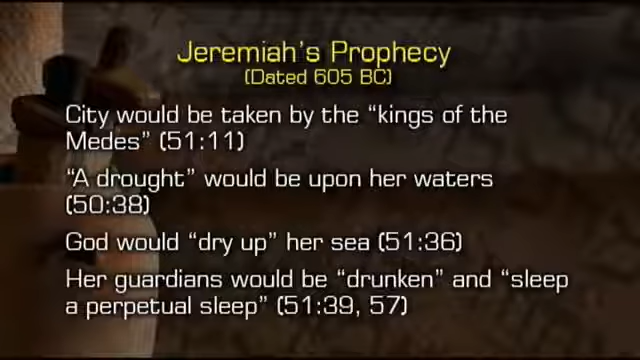 Jeremiah's Prophecy
(Dated 605 BC)
City would be taken by the “kings of the
Medes” (51:11)
“A drought” would be upon her waters
(50:38)
God would “dry up” her sea (51:36)
Her guardians would be “drunken” and “sleep
a perpetual sleep” (51:39, 57)